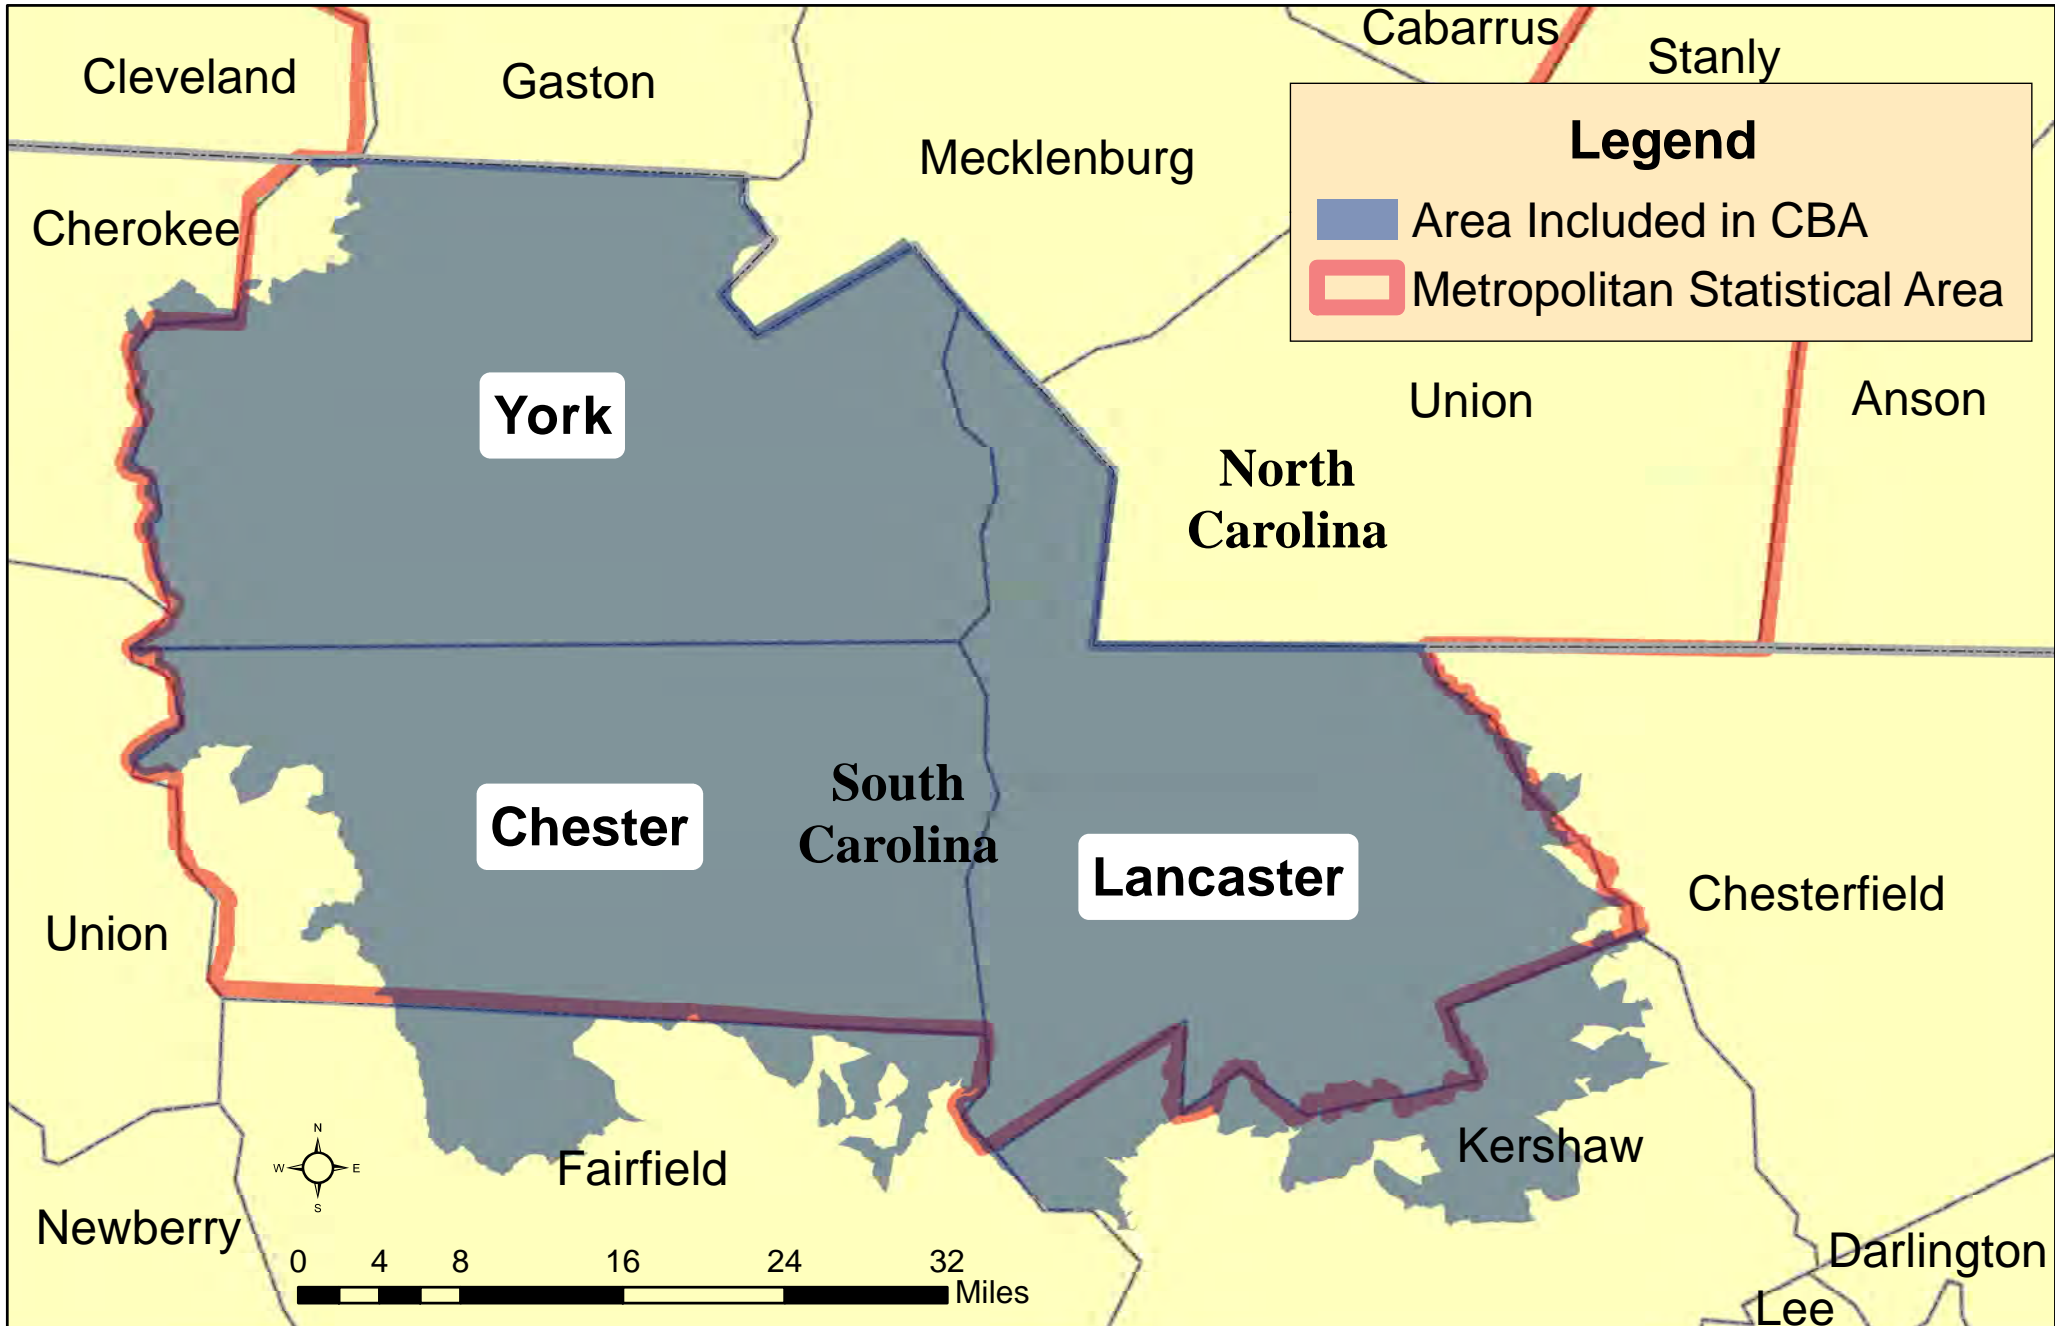 Cabarrus
Stanly
Cleveland
Gaston
Mecklenburg
Legend
Area Included in CBA
Metropolitan Statistical Area
Cherokee
York
Union
Anson
North
Carolina
South
Carolina
Chester
Lancaster
Chesterfield
Union
Kershaw
Fairfield
N
W
E
S
Newberry
Darlington
Lee
0 4 8 16 24 32
Miles